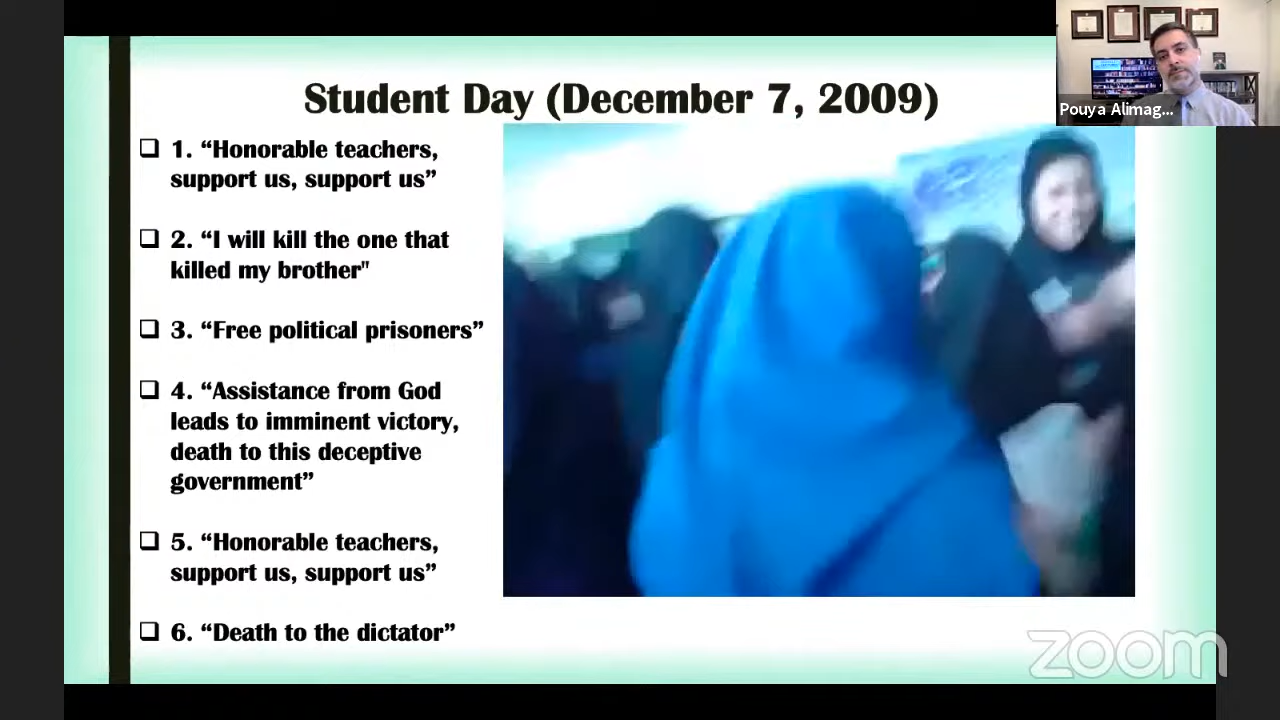 Student Day (December 7, 2009)
Pouya Alimag...
❑ 1. “Honorable teachers,
support us, support us”
❑ 2. “I will kill the one that
killed my brother"
❑ 3. “Free political prisoners”
❑ 4. “Assistance from God
leads to imminent victory,
death to this deceptive
government”
❑ 5. “Honorable teachers,
support us, support us”
❑ 6. “Death to the dictator”
zoom